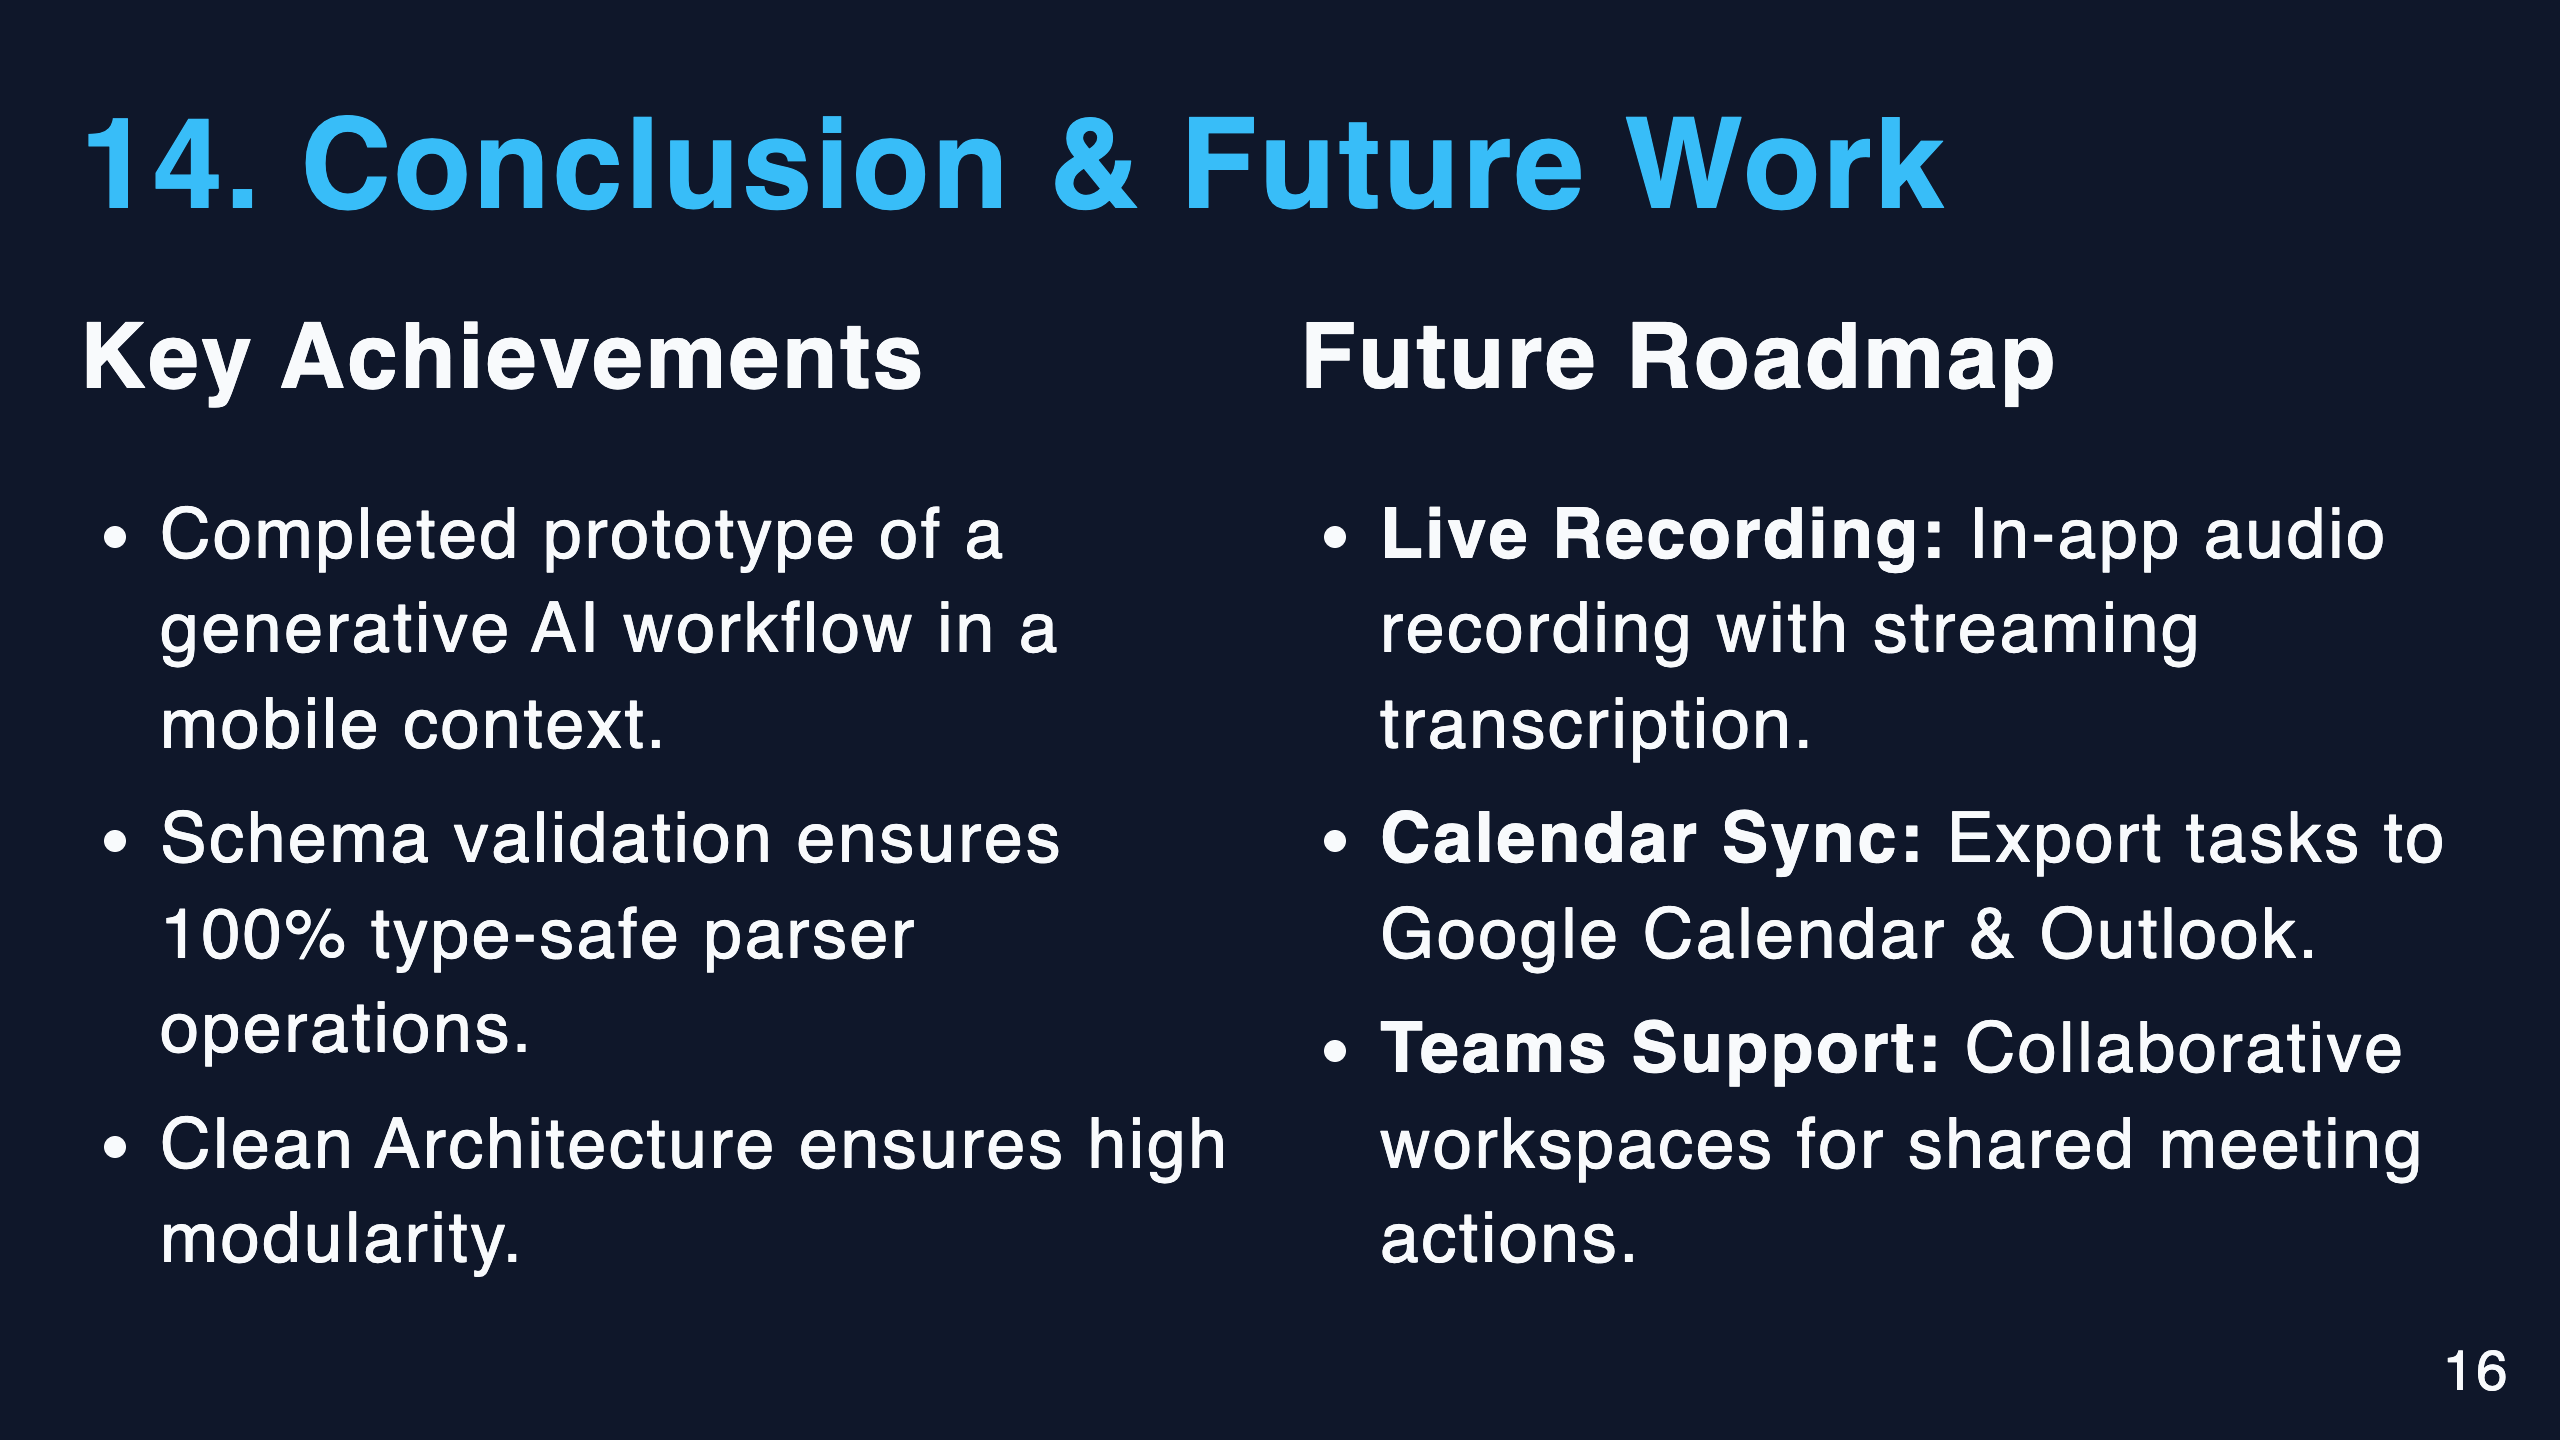 14. Conclusion & Future Work
Key Achievements
• Completed prototype of a
generative AI workflow in a
mobile context.
• Schema validation ensures
100% type-safe parser
operations.
• Clean Architecture ensures high
modularity.
Future Roadmap
• Live Recording: In-app audio
recording with streaming
transcription.
• Calendar Sync: Export tasks to
Google Calendar & Outlook.
• Teams Support: Collaborative
workspaces for shared meeting
actions.
16